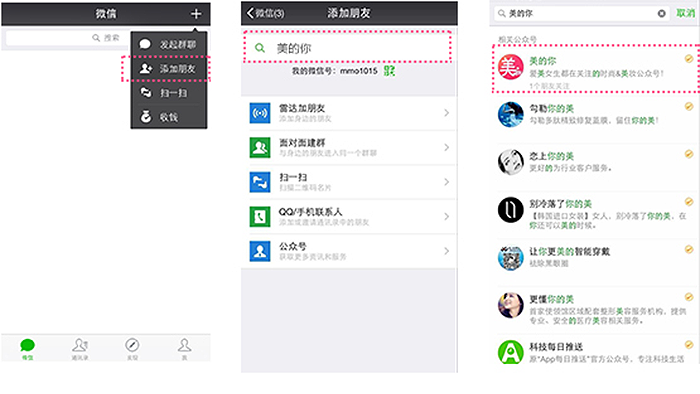 微信
搜索
发起群聊
添加朋友
扫一扫
收钱
微信
通讯录
发现
我
微信(3)
添加朋友
美的你
我的微信号: mmo1015
雷达加朋友
添加身边的朋友
面对面建群
与身边的朋友进入同一个群聊
扫一扫
扫描二维码名片
QQ/手机联系人
添加或邀请通讯录中的朋友
公众号
获取更多资讯和服务
美的你
取消
相关公众号
美
美的你
爱美女生都在关注的时尚&美妆公众号!
1个朋友关注
勾勒你的美
勾勒多肽精致修复蓝膜，留住你的美!
恋上你的美
更好的为行业客户服务。
别冷落了你的美
【韩国进口女装】女人，别冷落了你的美，在
你还可以美的时候。
让你更美的智能穿戴
祛除黑眼圈
更懂你的美
首家使领馆区域配套整形美容服务机构，提供
专业、安全的医疗美容相关服务。
科技每日推送
原"App每日推送"官方公众号，专注科技生活